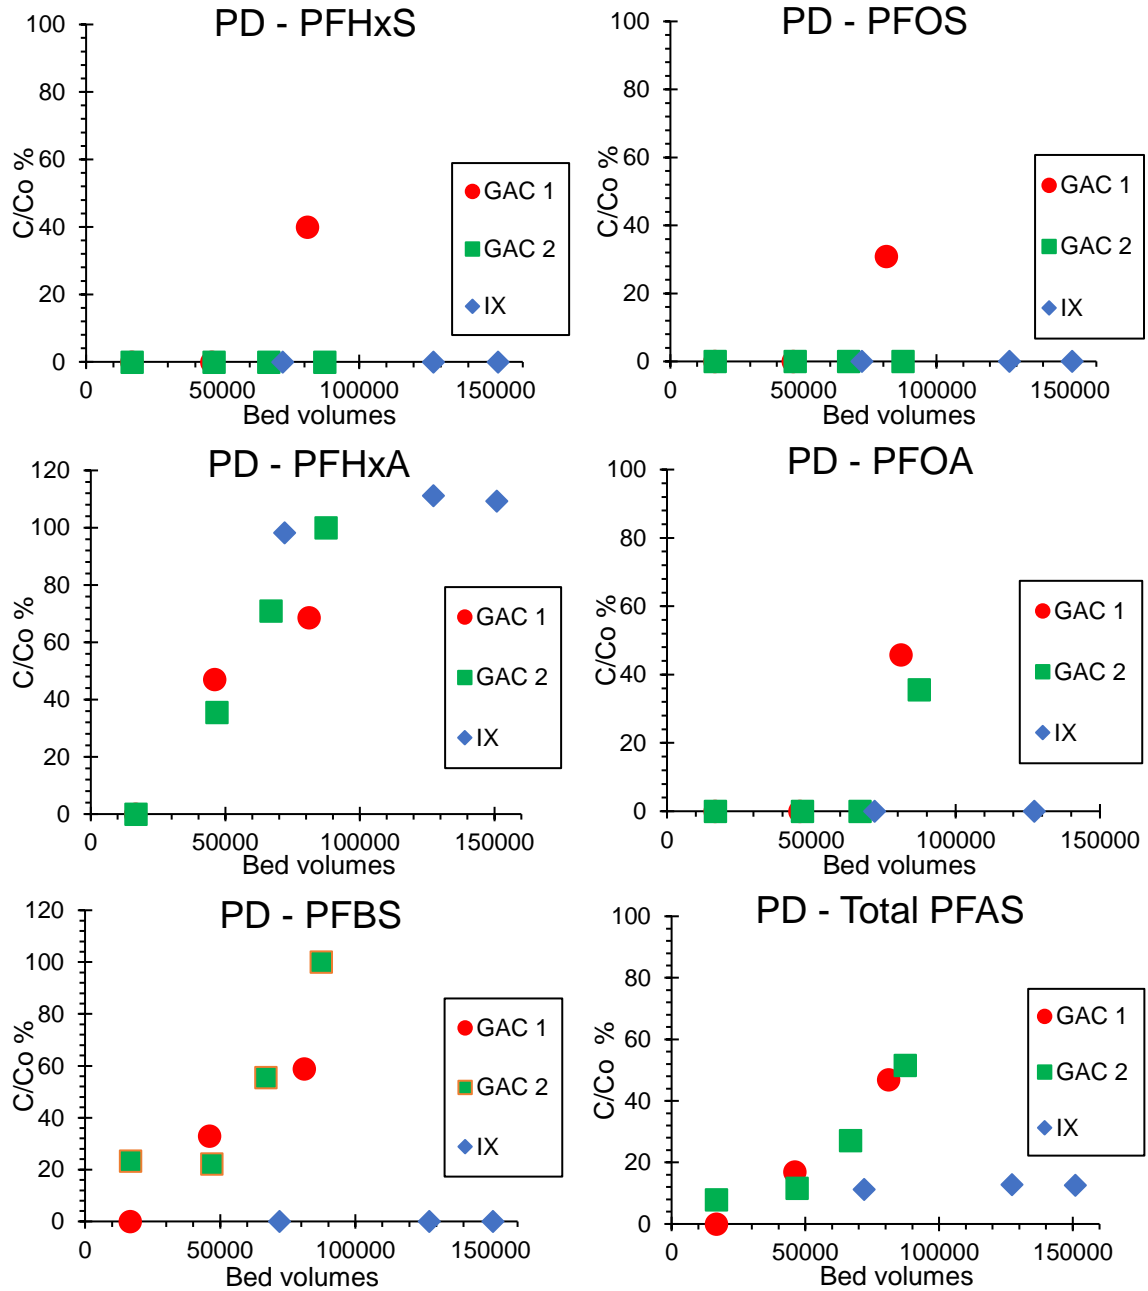 PD - PFHxS
100
80
60
40
20
0
C/Co %
0 50000 100000 150000
Bed volumes
GAC 1
GAC 2
IX
PD - PFOS
100
80
60
40
20
0
C/Co %
0 50000 100000 150000
Bed volumes
GAC 1
GAC 2
IX
PD - PFHxA
120
100
80
60
40
20
0
C/Co %
0 50000 100000 150000
Bed volumes
GAC 1
GAC 2
IX
PD - PFOA
100
80
60
40
20
0
C/Co %
0 50000 100000 150000
Bed volumes
GAC 1
GAC 2
IX
PD - PFBS
120
100
80
60
40
20
0
C/Co %
0 50000 100000 150000
Bed volumes
GAC 1
GAC 2
IX
PD - Total PFAS
100
80
60
40
20
0
C/Co %
0 50000 100000 150000
Bed volumes
GAC 1
GAC 2
IX